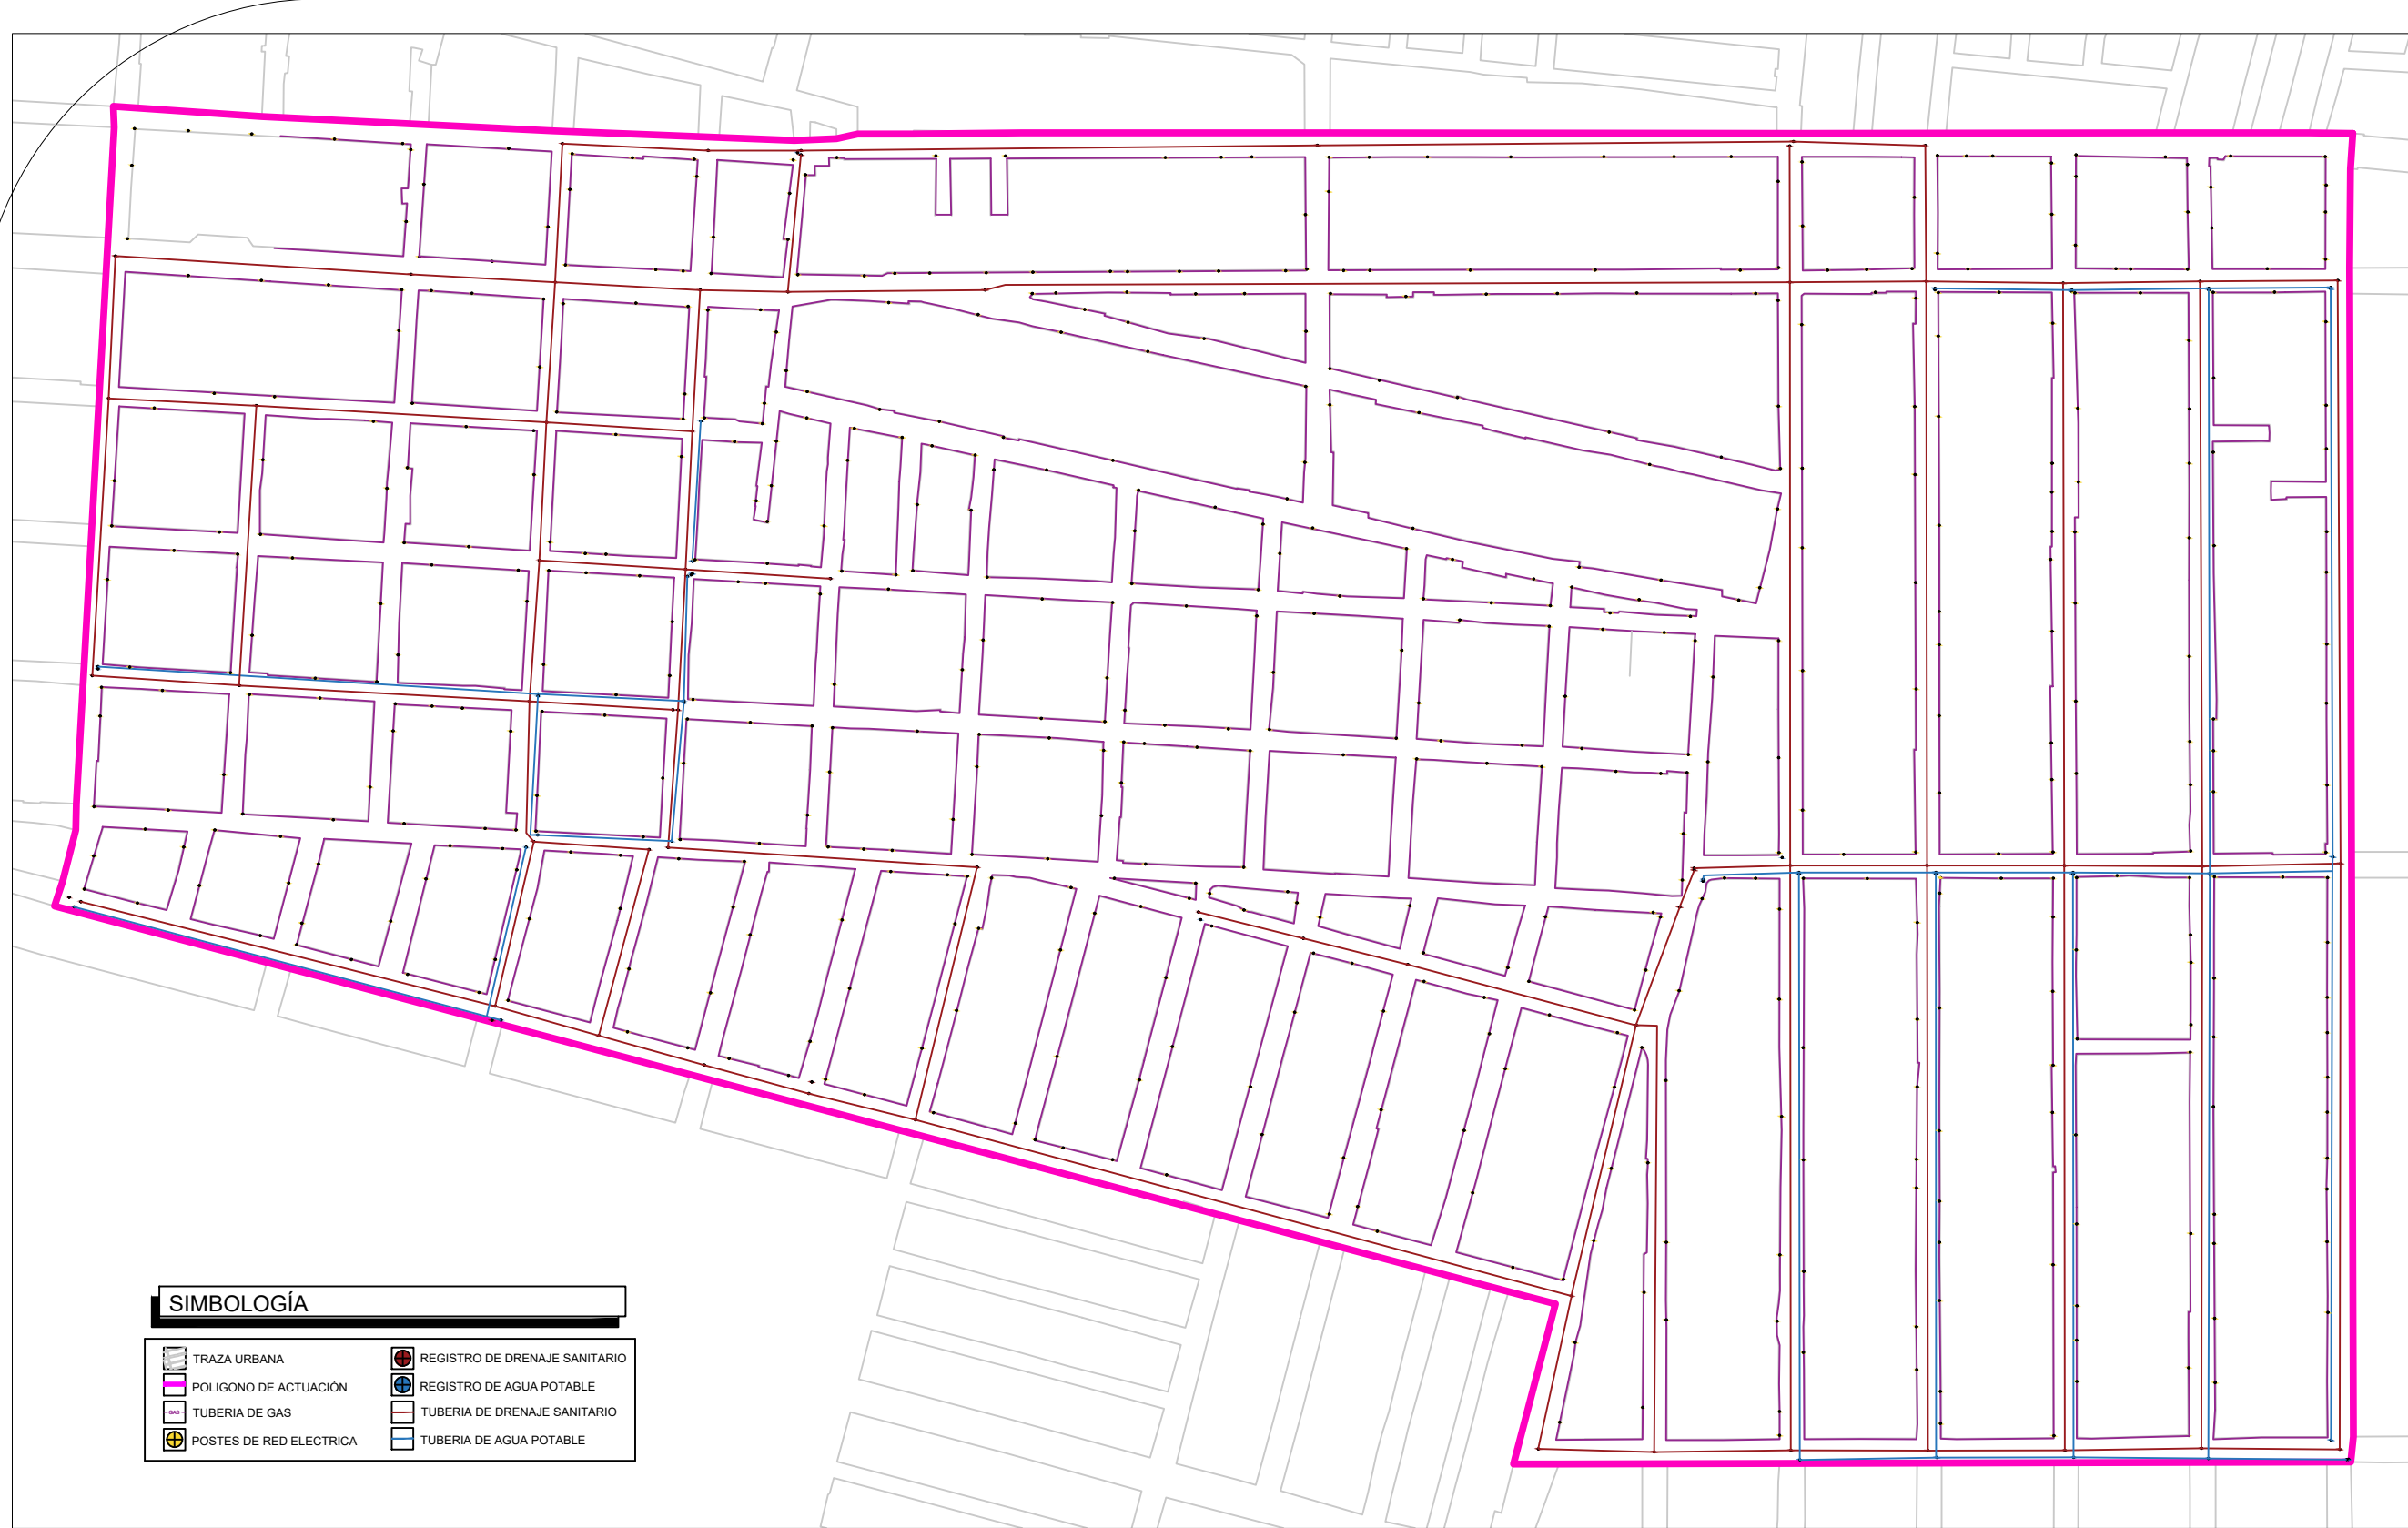 SIMBOLOGÍA
TRAZA URBANA
POLIGONO DE ACTUACIÓN
GAS TUBERIA DE GAS
POSTES DE RED ELECTRICA
REGISTRO DE DRENAJE SANITARIO
REGISTRO DE AGUA POTABLE
TUBERIA DE DRENAJE SANITARIO
TUBERIA DE AGUA POTABLE